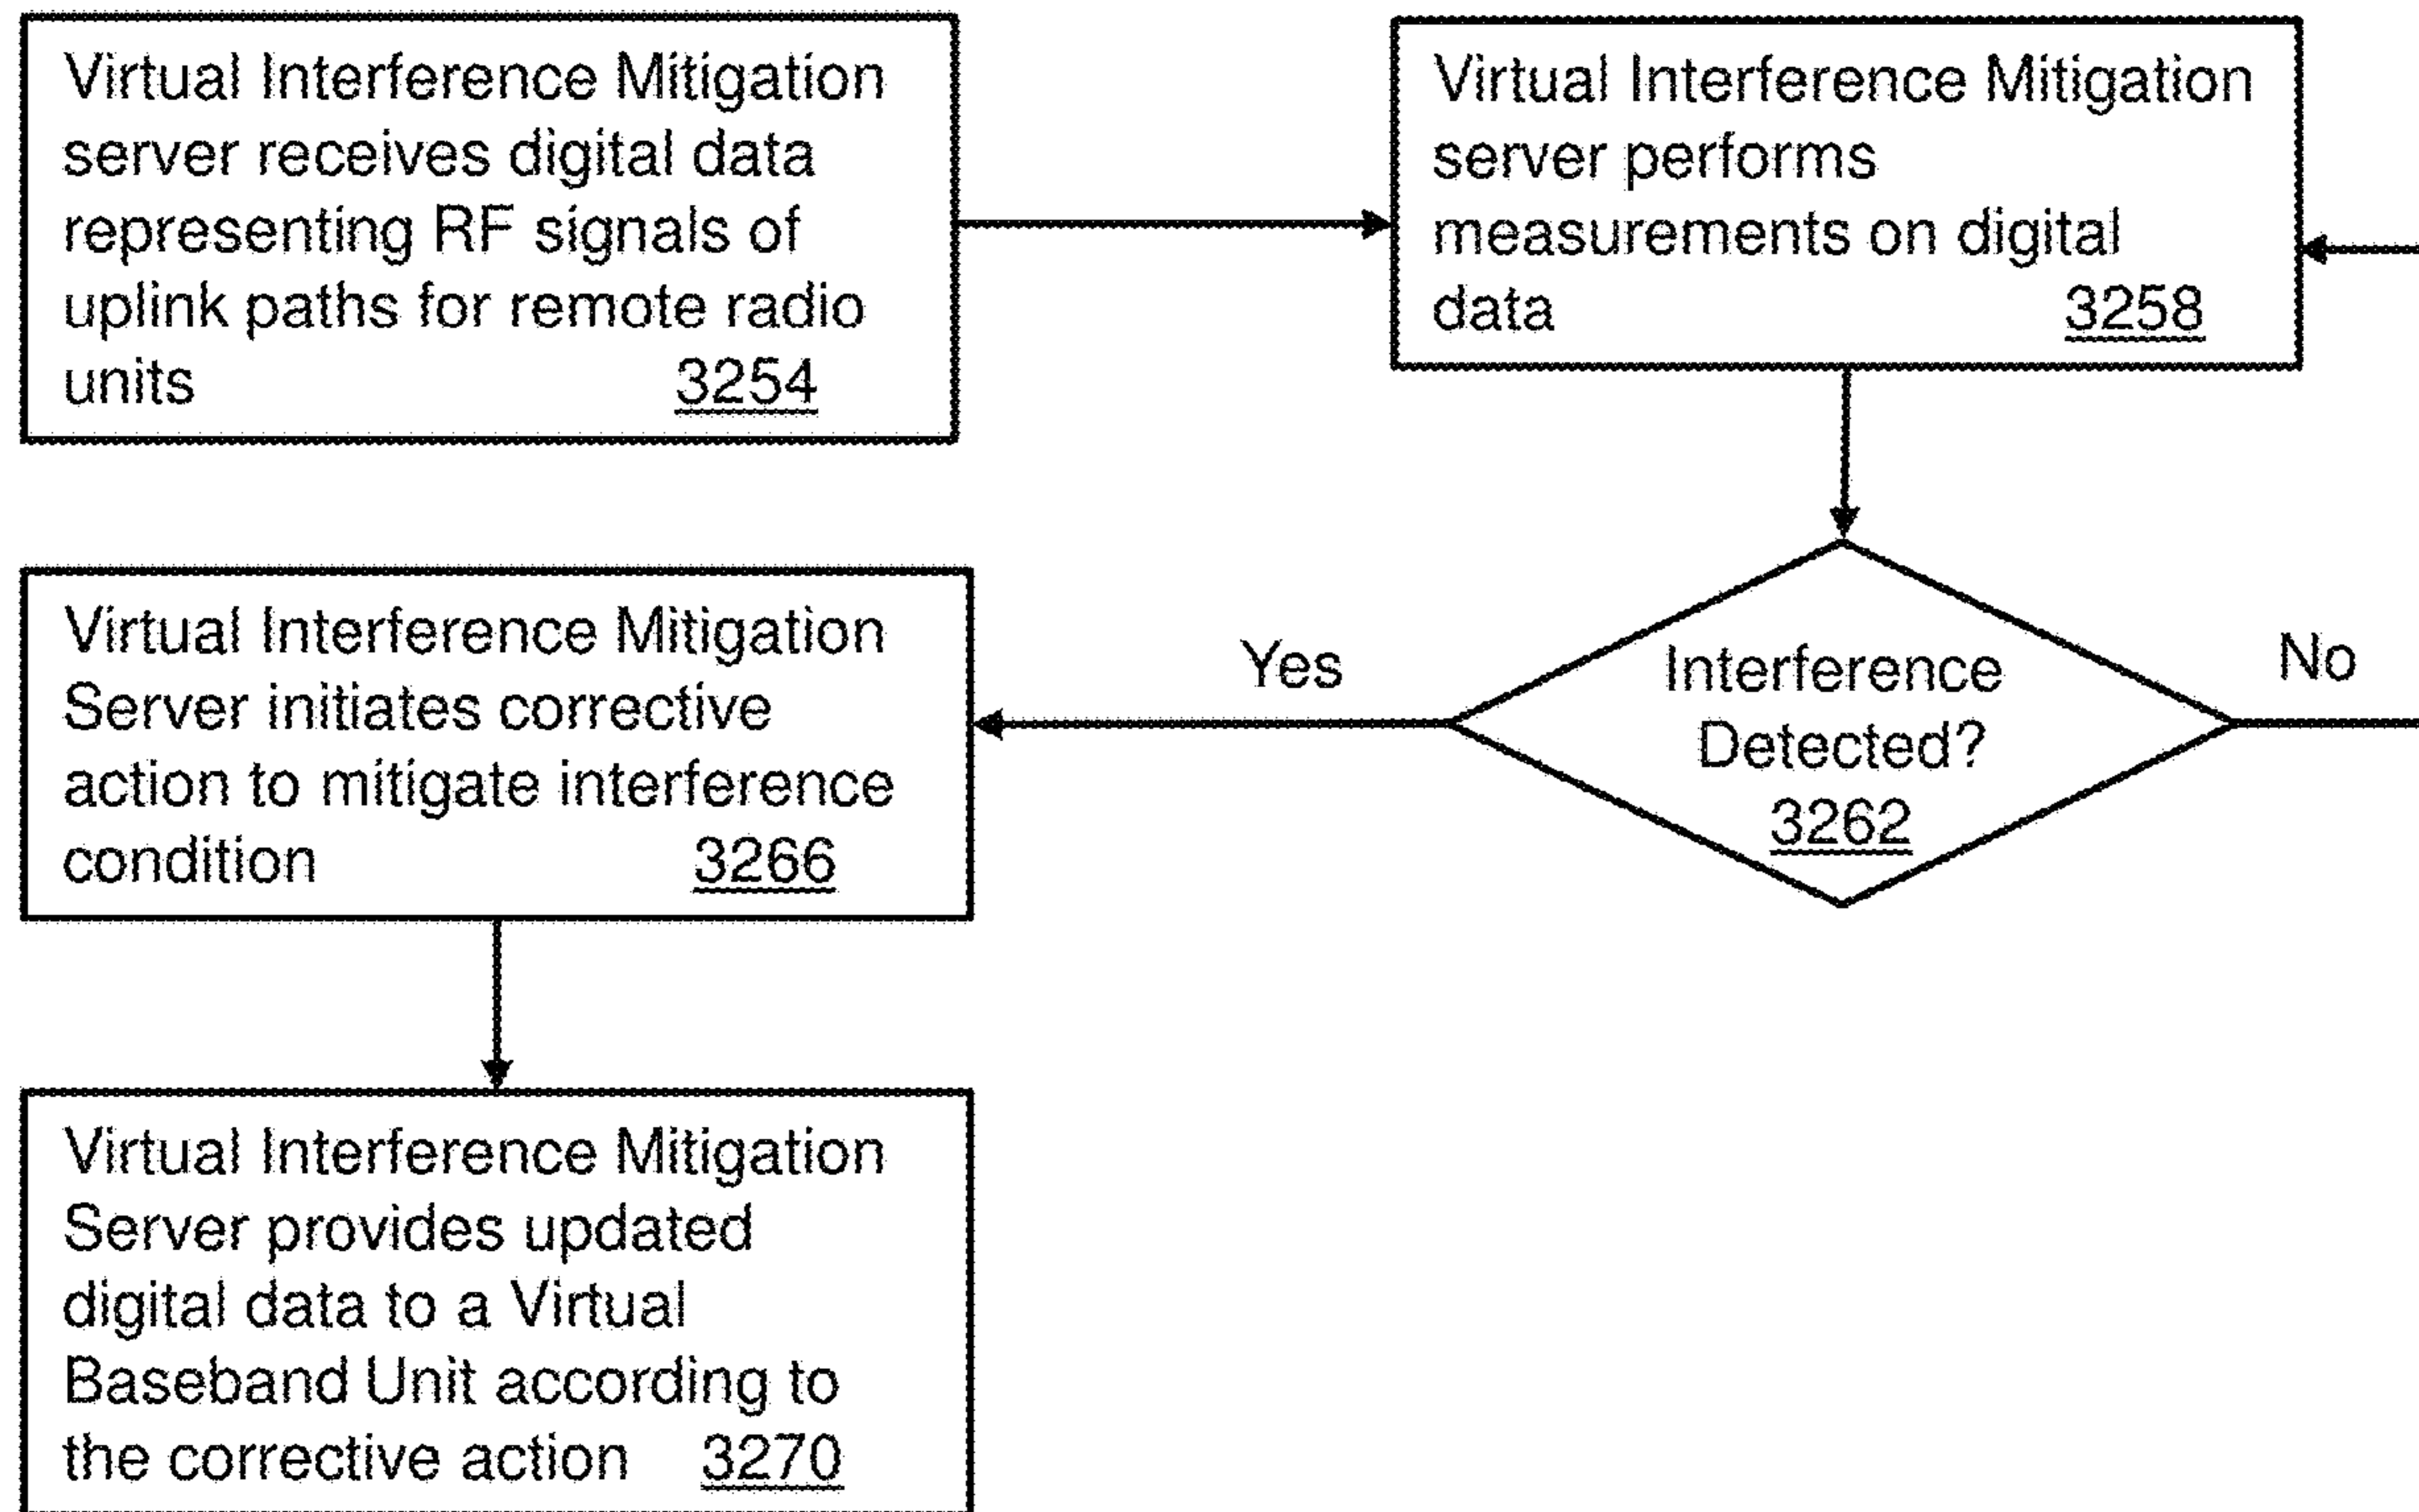 Virtual Interference Mitigation
server receives digital data
representing RF signals of
uplink paths for remote radio
units 3254
Virtual Interference Mitigation
server performs
measurements on digital
data 3258
Interference
Detected?
3262
Yes
No
Virtual Interference Mitigation
Server initiates corrective
action to mitigate interference
condition 3266
Virtual Interference Mitigation
Server provides updated
digital data to a Virtual
Baseband Unit according to
the corrective action 3270